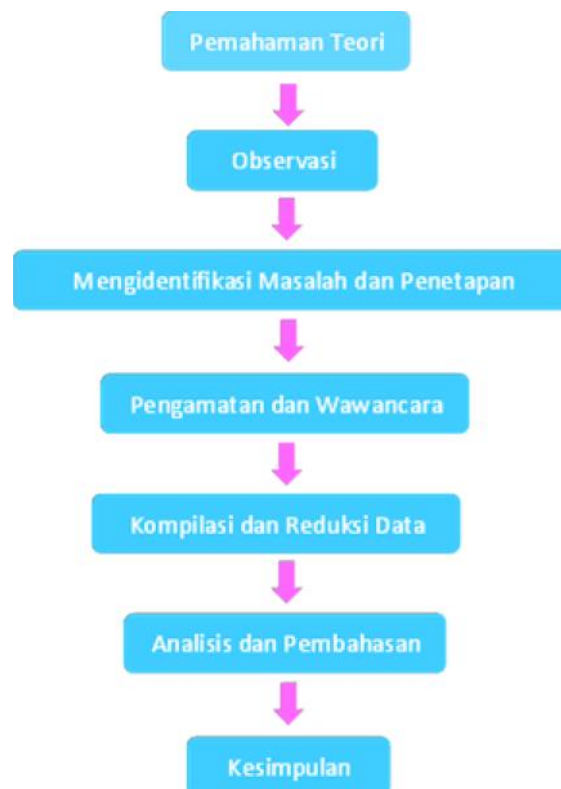 Pemahaman Teori
Observasi
Mengidentifikasi Masalah dan Penetapan
Pengamatan dan Wawancara
Kompilasi dan Reduksi Data
Analisis dan Pembahasan
Kesimpulan